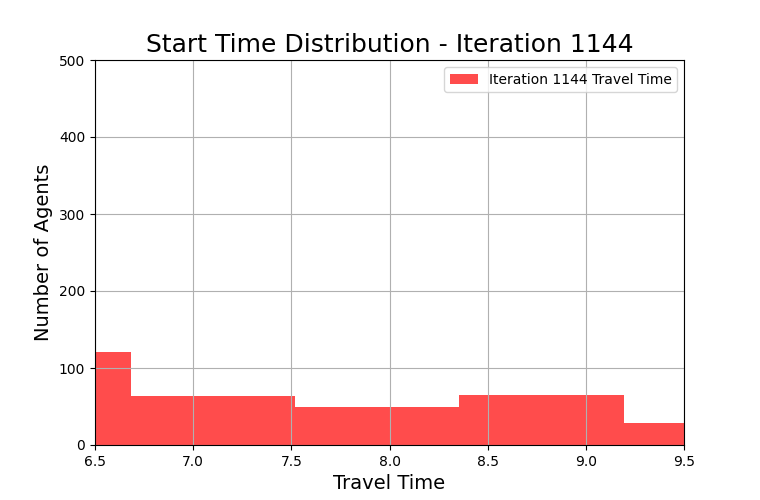 Start Time Distribution - Iteration 1144
500
400
300
200
100
0
Number of Agents
Iteration 1144 Travel Time
6.5 7.0 7.5 8.0 8.5 9.0 9.5
Travel Time